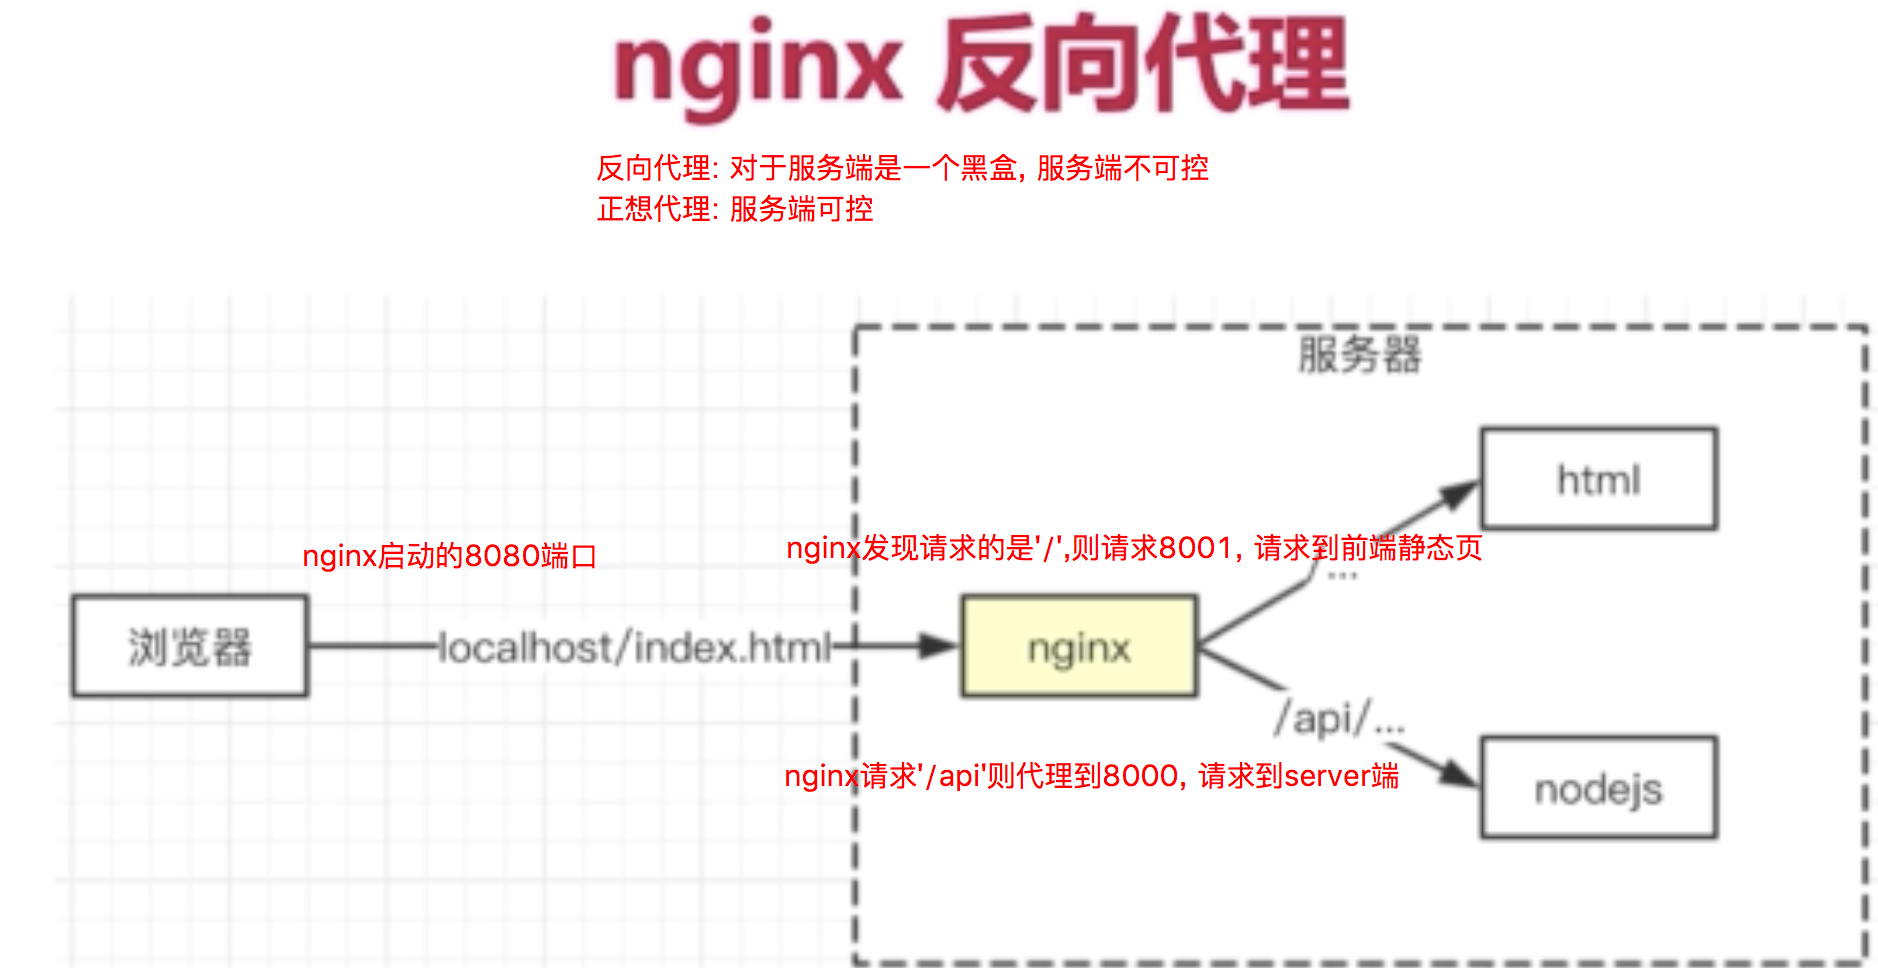 nginx 反向代理
反向代理: 对于服务端是一个黑盒, 服务端不可控
正想代理: 服务端可控
服务器
html
nginx启动的8080端口
nginx发现请求的是'/',则请求8001, 请求到前端静态页
/...
浏览器
localhost/index.html
nginx
/api/...
nginx请求'/api'则代理到8000, 请求到server端
nodejs